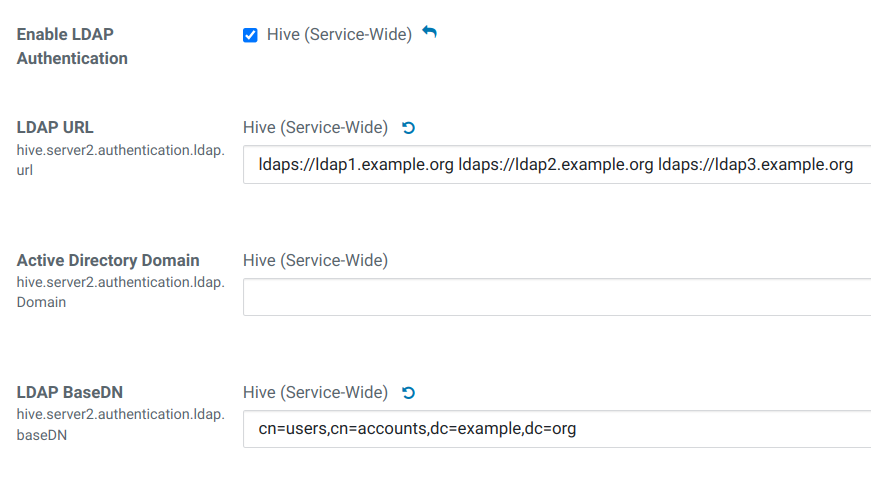 Enable LDAP Authentication
Hive (Service-Wide)
LDAP URL
hive.server2.authentication.ldap.
url
Hive (Service-Wide)
ldaps://ldap1.example.org ldaps://ldap2.example.org ldaps://ldap3.example.org
Active Directory Domain
hive.server2.authentication.ldap.
Domain
Hive (Service-Wide)
LDAP BaseDN
hive.server2.authentication.ldap.
baseDN
Hive (Service-Wide)
cn=users,cn=accounts,dc=example,dc=org